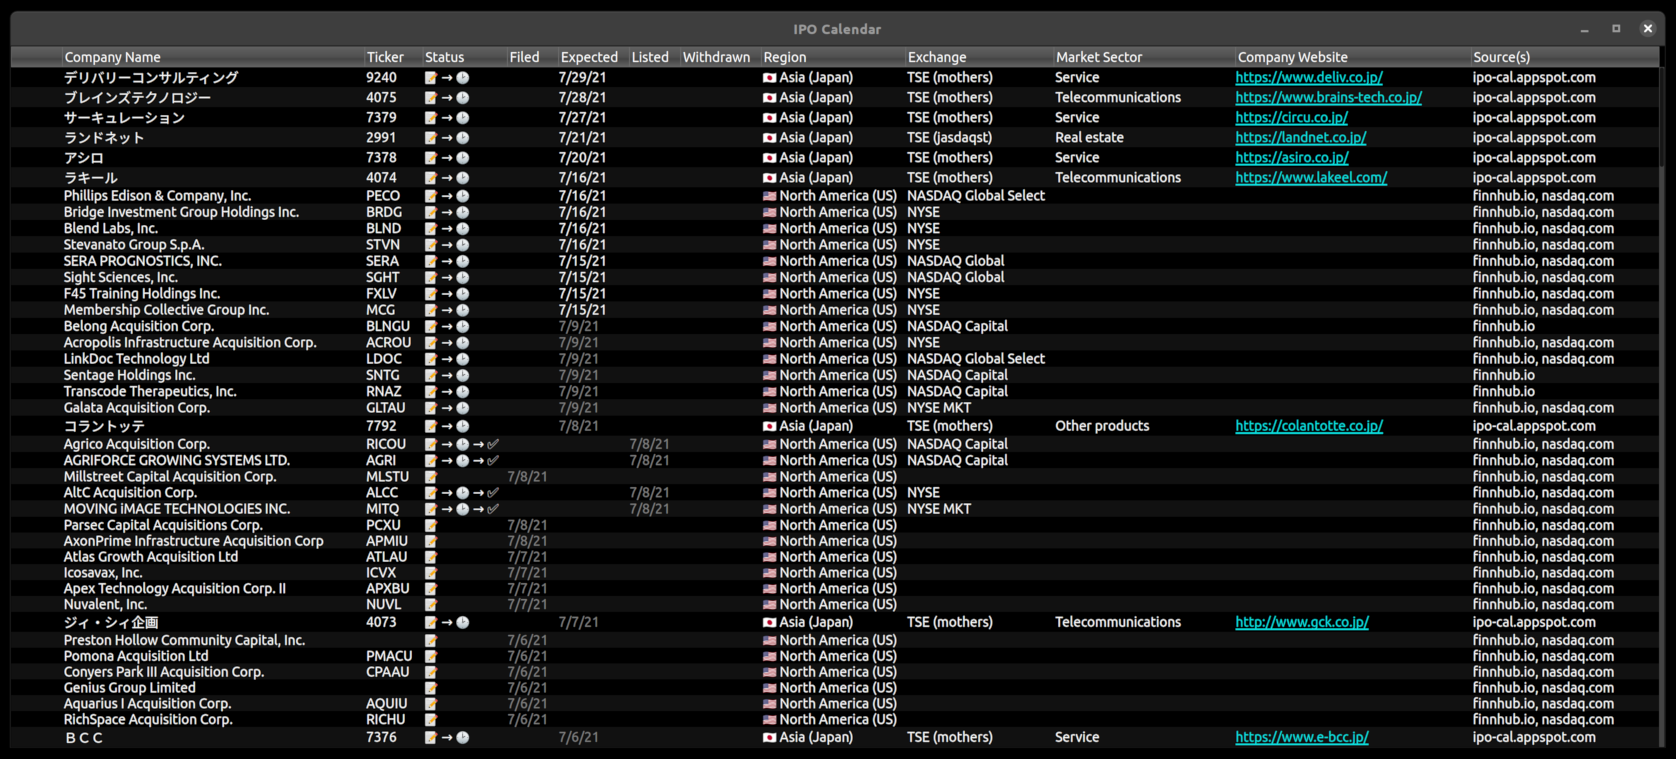 IPO Calendar
Company Name Ticker Status Filed Expected Listed Withdrawn Region Exchange Market Sector Company Website Source(s)
デリバリーコンサルティング 9240 📝 → 🕑 7/29/21 🇯🇵 Asia (Japan) TSE (mothers) Service https://www.deliv.co.jp/ ipo-cal.appspot.com
ブレインズテクノロジー 4075 📝 → 🕑 7/28/21 🇯🇵 Asia (Japan) TSE (mothers) Telecommunications https://www.brains-tech.co.jp/ ipo-cal.appspot.com
サーキュレーション 7379 📝 → 🕑 7/27/21 🇯🇵 Asia (Japan) TSE (mothers) Service https://circu.co.jp/ ipo-cal.appspot.com
ランドネット 2991 📝 → 🕑 7/21/21 🇯🇵 Asia (Japan) TSE (jasdaqst) Real estate https://landnet.co.jp/ ipo-cal.appspot.com
アシロ 7378 📝 → 🕑 7/20/21 🇯🇵 Asia (Japan) TSE (mothers) Service https://asiro.co.jp/ ipo-cal.appspot.com
ラキール 4074 📝 → 🕑 7/16/21 🇯🇵 Asia (Japan) TSE (mothers) Telecommunications https://www.lakeel.com/ ipo-cal.appspot.com
Phillips Edison & Company, Inc. PECO 📝 → 🕑 7/16/21 🇺🇸 North America (US) NASDAQ Global Select finnhub.io, nasdaq.com
Bridge Investment Group Holdings Inc. BRDG 📝 → 🕑 7/16/21 🇺🇸 North America (US) NYSE finnhub.io, nasdaq.com
Blend Labs, Inc. BLND 📝 → 🕑 7/16/21 🇺🇸 North America (US) NYSE finnhub.io, nasdaq.com
Stevanato Group S.p.A. STVN 📝 → 🕑 7/16/21 🇺🇸 North America (US) NYSE finnhub.io, nasdaq.com
SERA PROGNOSTICS, INC. SERA 📝 → 🕑 7/15/21 🇺🇸 North America (US) NASDAQ Global finnhub.io, nasdaq.com
Sight Sciences, Inc. SGHT 📝 → 🕑 7/15/21 🇺🇸 North America (US) NASDAQ Global finnhub.io, nasdaq.com
F45 Training Holdings Inc. FXLV 📝 → 🕑 7/15/21 🇺🇸 North America (US) NYSE finnhub.io, nasdaq.com
Membership Collective Group Inc. MCG 📝 → 🕑 7/15/21 🇺🇸 North America (US) NYSE finnhub.io, nasdaq.com
Belong Acquisition Corp. BLNGU 📝 → 🕑 7/9/21 🇺🇸 North America (US) NASDAQ Capital finnhub.io
Acropolis Infrastructure Acquisition Corp. ACROU 📝 → 🕑 7/9/21 🇺🇸 North America (US) NYSE finnhub.io, nasdaq.com
LinkDoc Technology Ltd LDOC 📝 → 🕑 7/9/21 🇺🇸 North America (US) NASDAQ Global Select finnhub.io, nasdaq.com
Sentage Holdings Inc. SNTG 📝 → 🕑 7/9/21 🇺🇸 North America (US) NASDAQ Capital finnhub.io
Transcode Therapeutics, Inc. RNAZ 📝 → 🕑 7/9/21 🇺🇸 North America (US) NASDAQ Capital finnhub.io
Galata Acquisition Corp. GLTAU 📝 → 🕑 7/9/21 🇺🇸 North America (US) NYSE MKT finnhub.io, nasdaq.com
コラントッテ 7792 📝 → 🕑 7/8/21 🇯🇵 Asia (Japan) TSE (mothers) Other products https://colantotte.co.jp/ ipo-cal.appspot.com
Agrico Acquisition Corp. RICOU 📝 → 🕑 → ✅ 7/8/21 🇺🇸 North America (US) NASDAQ Capital finnhub.io, nasdaq.com
AGRIFORCE GROWING SYSTEMS LTD. AGRI 📝 → 🕑 → ✅ 7/8/21 🇺🇸 North America (US) NASDAQ Capital finnhub.io, nasdaq.com
Millstreet Capital Acquisition Corp. MLSTU 📝 7/8/21 🇺🇸 North America (US) finnhub.io, nasdaq.com
AltC Acquisition Corp. ALCC 📝 → 🕑 → ✅ 7/8/21 🇺🇸 North America (US) NYSE finnhub.io, nasdaq.com
MOVING iMAGE TECHNOLOGIES INC. MITQ 📝 → 🕑 → ✅ 7/8/21 🇺🇸 North America (US) NYSE MKT finnhub.io, nasdaq.com
Parsec Capital Acquisitions Corp. PCXU 📝 7/8/21 🇺🇸 North America (US) finnhub.io, nasdaq.com
AxonPrime Infrastructure Acquisition Corp APMIU 📝 7/8/21 🇺🇸 North America (US) finnhub.io, nasdaq.com
Atlas Growth Acquisition Ltd ATLAU 📝 7/7/21 🇺🇸 North America (US) finnhub.io, nasdaq.com
Icosavax, Inc. ICVX 📝 7/7/21 🇺🇸 North America (US) finnhub.io, nasdaq.com
Apex Technology Acquisition Corp. II APXBU 📝 7/7/21 🇺🇸 North America (US) finnhub.io, nasdaq.com
Nuvalent, Inc. NUVL 📝 7/7/21 🇺🇸 North America (US) finnhub.io, nasdaq.com
ジィ・シィ企画 4073 📝 → 🕑 7/7/21 🇯🇵 Asia (Japan) TSE (mothers) Telecommunications http://www.gck.co.jp/ ipo-cal.appspot.com
Preston Hollow Community Capital, Inc. 📝 7/6/21 🇺🇸 North America (US) finnhub.io, nasdaq.com
Pomona Acquisition Ltd PMACU 📝 7/6/21 🇺🇸 North America (US) finnhub.io, nasdaq.com
Conyers Park III Acquisition Corp. CPAAU 📝 7/6/21 🇺🇸 North America (US) finnhub.io, nasdaq.com
Genius Group Limited 📝 7/6/21 🇺🇸 North America (US) finnhub.io, nasdaq.com
Aquarius I Acquisition Corp. AQUIU 📝 7/6/21 🇺🇸 North America (US) finnhub.io, nasdaq.com
RichSpace Acquisition Corp. RICHU 📝 7/6/21 🇺🇸 North America (US) finnhub.io, nasdaq.com
ＢＣＣ 7376 📝 → 🕑 7/6/21 🇯🇵 Asia (Japan) TSE (mothers) Service https://www.e-bcc.jp/ ipo-cal.appspot.com